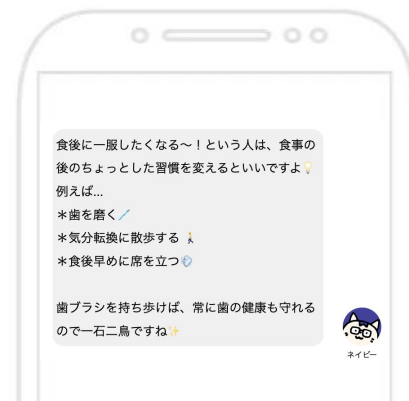 食後に一服したくなる〜！という人は、食事の
後のちょっとした習慣を変えるといいですよ💡
例えば...
＊歯を磨く🪥
＊気分転換に散歩する🚶
＊食後早めに席を立つ💨

歯ブラシを持ち歩けば、常に歯の健康も守れる
ので一石二鳥ですね✨
ネイビー